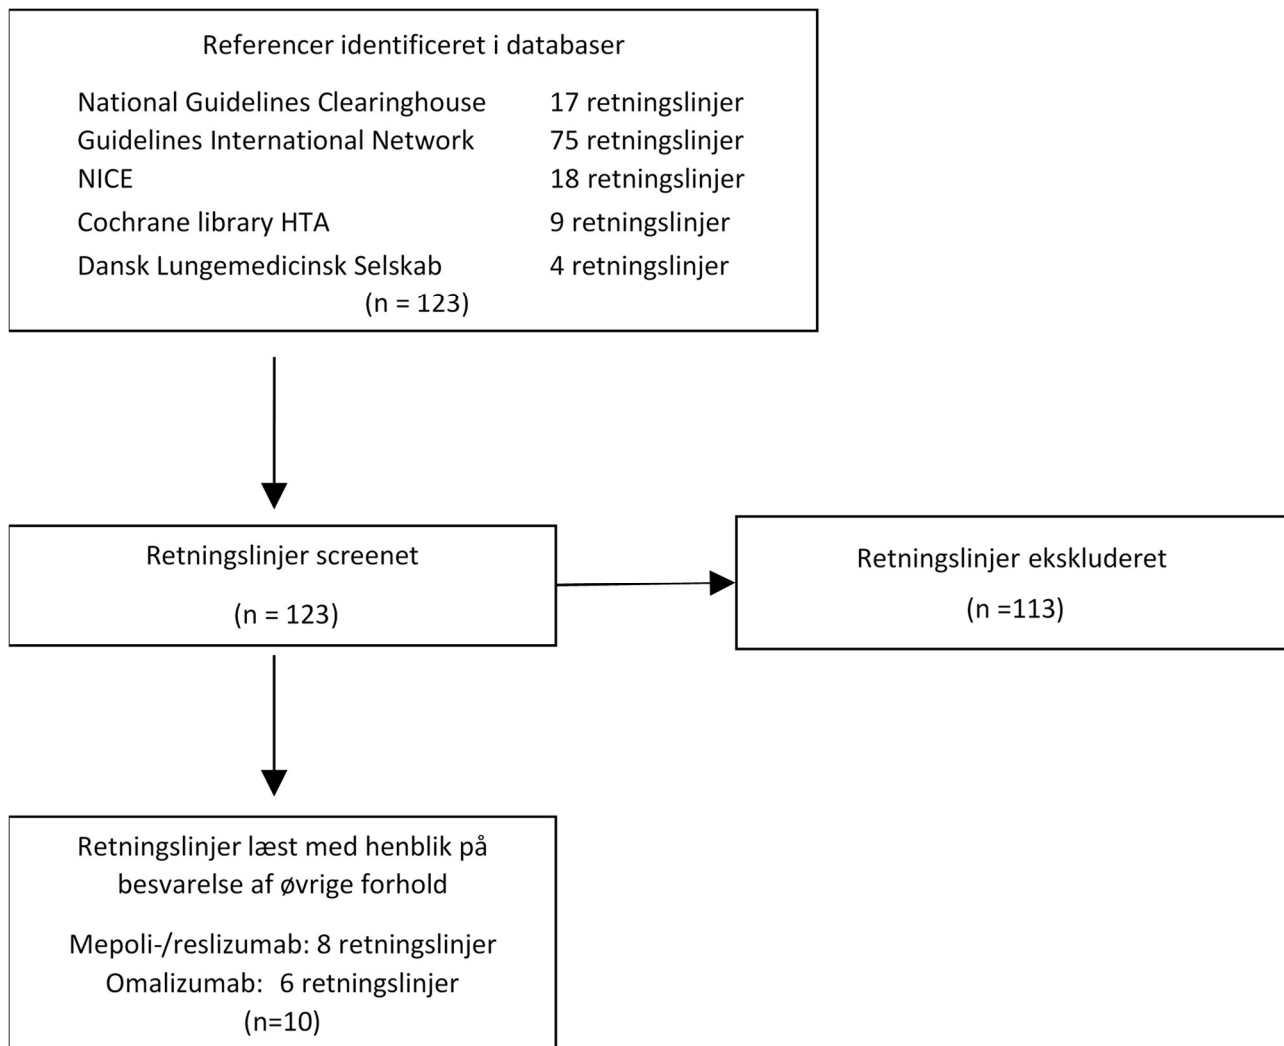 Referencer identificeret i databaser
National Guidelines Clearinghouse 17 retningslinjer
Guidelines International Network 75 retningslinjer
NICE 18 retningslinjer
Cochrane library HTA 9 retningslinjer
Dansk Lungemedicinsk Selskab 4 retningslinjer
(n = 123)
Retningslinjer screenet
(n = 123)
Retningslinjer ekskluderet
(n =113)
Retningslinjer læst med henblik på
besvarelse af øvrige forhold
Mepoli-/reslizumab: 8 retningslinjer
Omalizumab: 6 retningslinjer
(n=10)